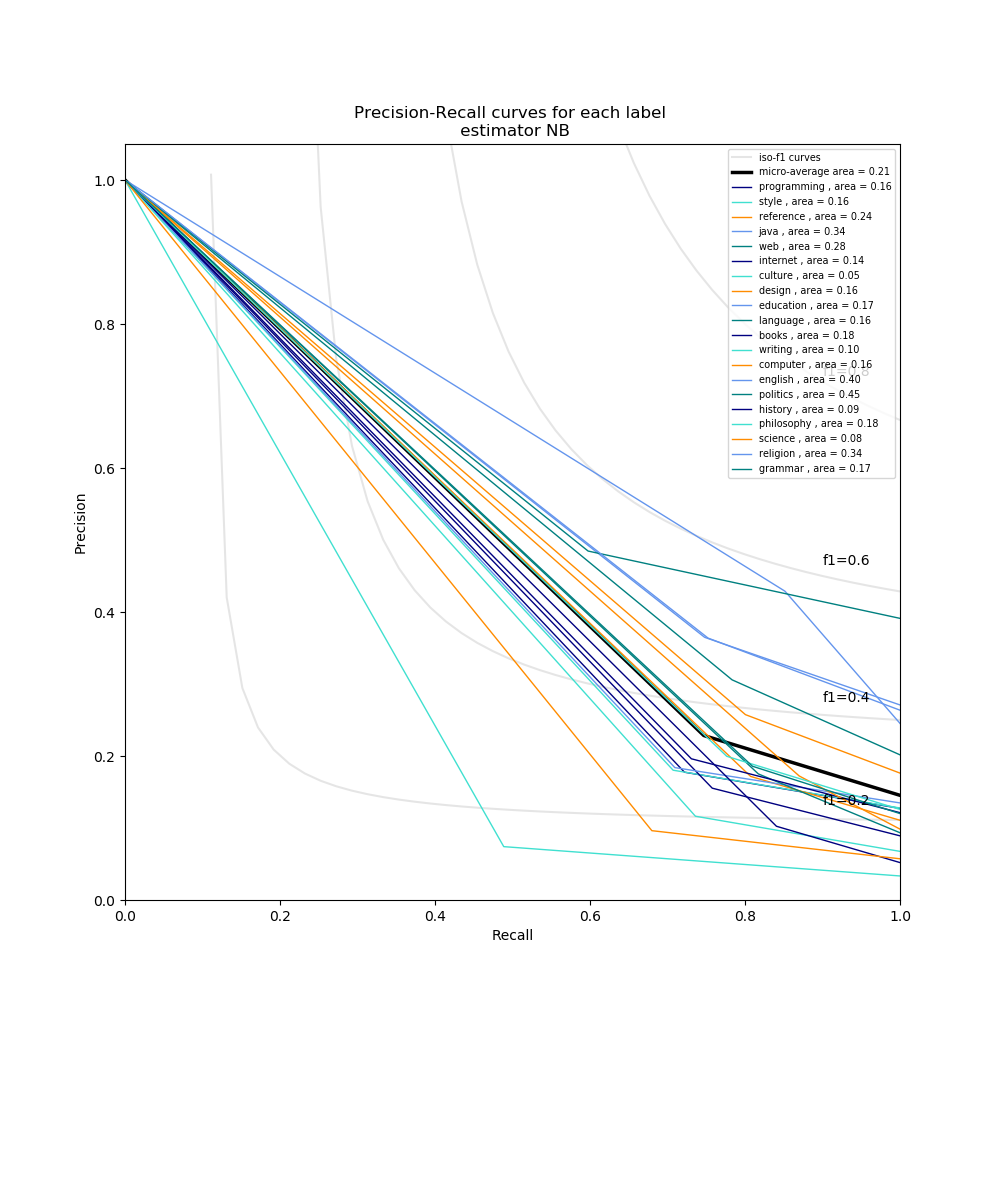 Precision-Recall curves for each label
estimator NB
iso-f1 curves
micro-average area = 0.21
programming , area = 0.16
style , area = 0.16
reference , area = 0.24
java , area = 0.34
web , area = 0.28
internet , area = 0.14
culture , area = 0.05
design , area = 0.16
education , area = 0.17
language , area = 0.16
books , area = 0.18
writing , area = 0.10
computer , area = 0.16
f1=0.8
english , area = 0.40
politics , area = 0.45
history , area = 0.09
philosophy , area = 0.18
science , area = 0.08
religion , area = 0.34
grammar , area = 0.17
f1=0.6
f1=0.4
f1=0.2
Precision
1.0
0.8
0.6
0.4
0.2
0.0
0.0 0.2 0.4 0.6 0.8 1.0
Recall